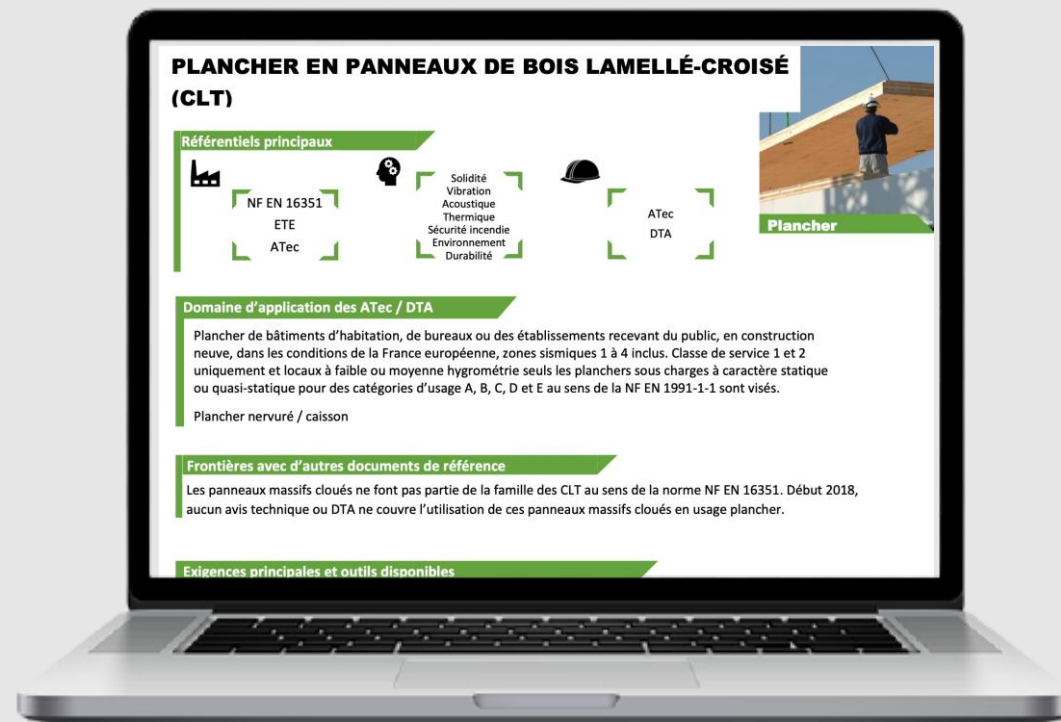 PLANCHER EN PANNEAUX DE BOIS LAMELLÉ-CROISÉ
(CLT)
Référentiels principaux
NF EN 16351
ETE
ATec
Solidité
Vibration
Acoustique
Thermique
Sécurité incendie
Environnement
Durabilité
ATec
DTA
Plancher
Domaine d’application des ATec / DTA
Plancher de bâtiments d’habitation, de bureaux ou des établissements recevant du public, en construction
neuve, dans les conditions de la France européenne, zones sismiques 1 à 4 inclus. Classe de service 1 et 2
uniquement et locaux à faible ou moyenne hygrométrie seuls les planchers sous charges à caractère statique
ou quasi-statique pour des catégories d’usage A, B, C, D et E au sens de la NF EN 1991-1-1 sont visés.
Plancher nervuré / caisson
Frontières avec d’autres documents de référence
Les panneaux massifs cloués ne font pas partie de la famille des CLT au sens de la norme NF EN 16351. Début 2018,
aucun avis technique ou DTA ne couvre l’utilisation de ces panneaux massifs cloués en usage plancher.
Exigences principales et outils disponibles